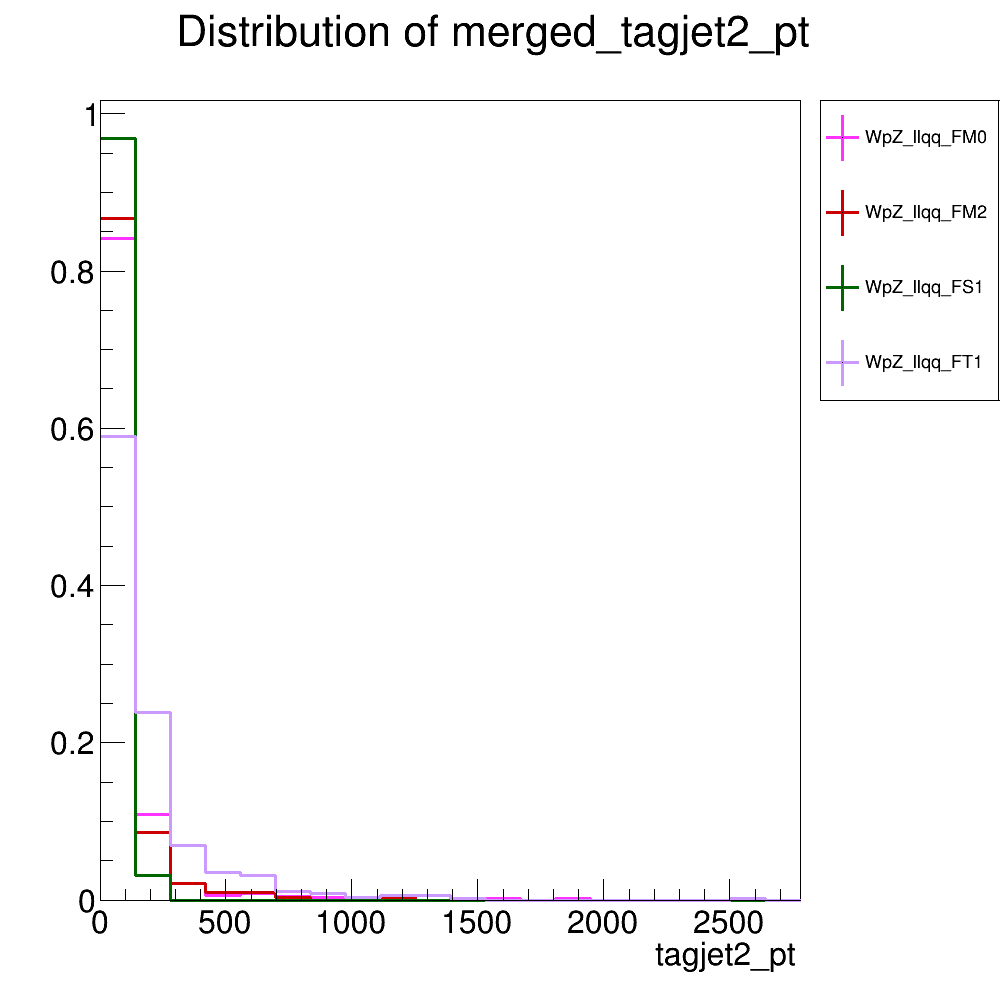 Distribution of merged_tagjet2_pt
1
0.8
0.6
0.4
0.2
0
0 500 1000 1500 2000 2500
tagjet2_pt
WpZ_llqq_FM0
WpZ_llqq_FM2
WpZ_llqq_FS1
WpZ_llqq_FT1